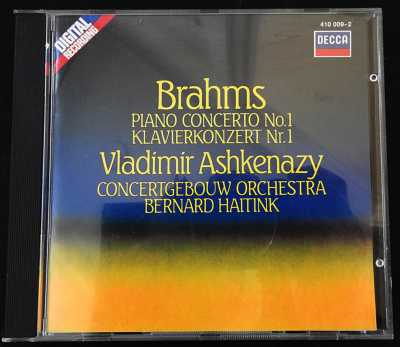 DIGITAL
RECORDING
410 009-2
DECCA
Brahms
PIANO CONCERTO No.1
KLAVIERKONZERT Nr.1
Vladimir Ashkenazy
CONCERTGEBOUW ORCHESTRA
BERNARD HAITINK